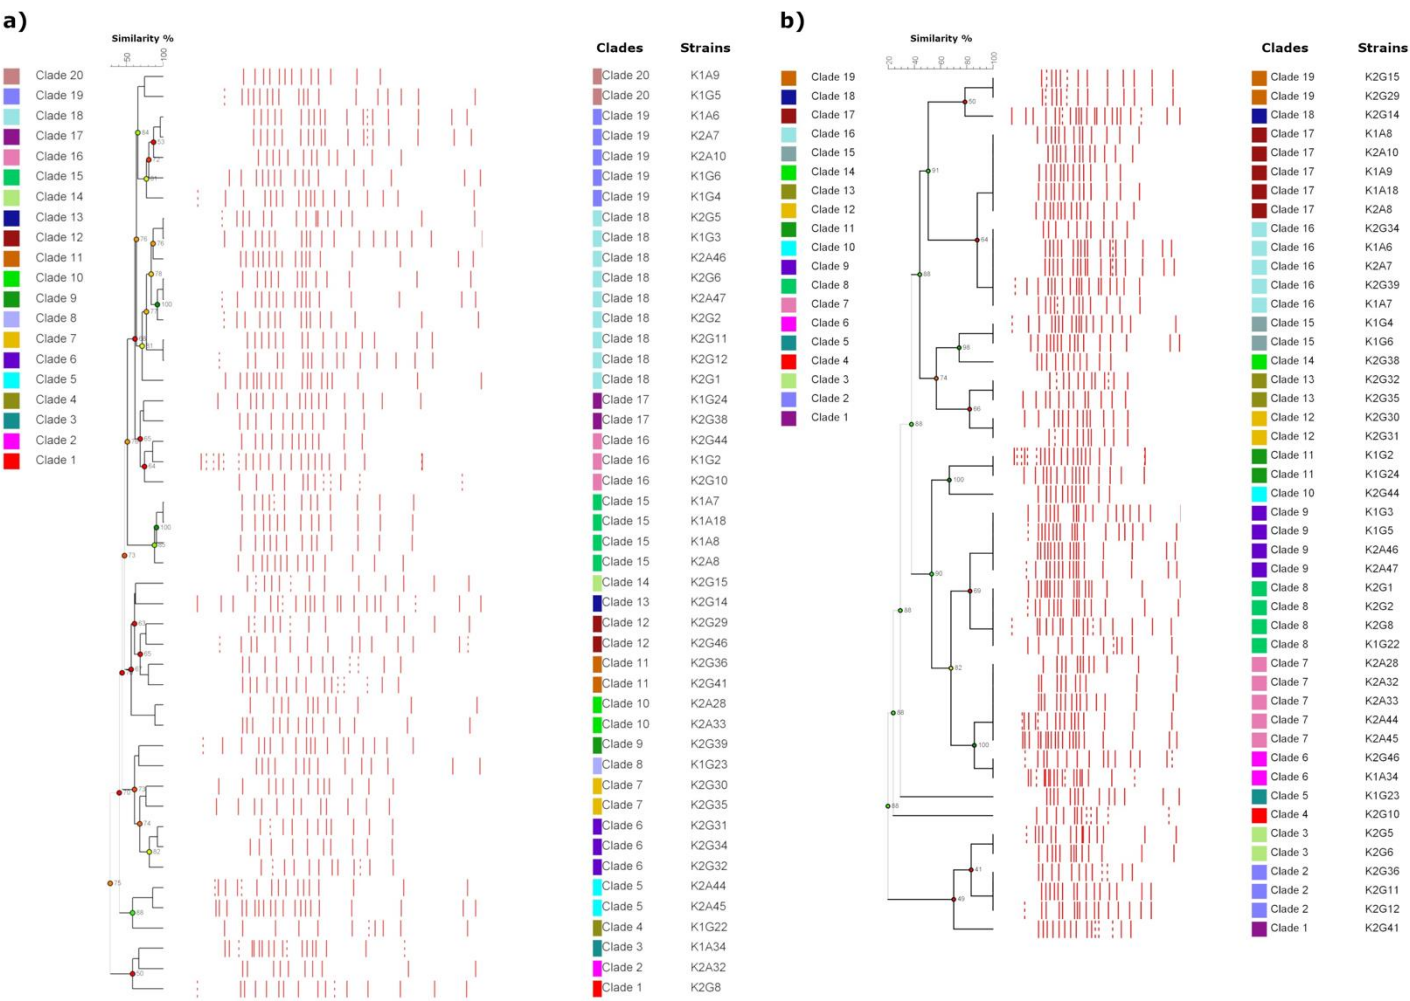 a)
Similarity %
50
100
Clades Strains
Clade 20
Clade 19
Clade 18
Clade 17
Clade 16
Clade 15
Clade 14
Clade 13
Clade 12
Clade 11
Clade 10
Clade 9
Clade 8
Clade 7
Clade 6
Clade 5
Clade 4
Clade 3
Clade 2
Clade 1
Clade 20 K1A9
Clade 20 K1G5
Clade 19 K1A6
Clade 19 K2A7
Clade 19 K2A10
Clade 19 K1G6
Clade 19 K1G4
Clade 18 K2G5
Clade 18 K1G3
Clade 18 K2A46
Clade 18 K2G6
Clade 18 K2A47
Clade 18 K2G2
Clade 18 K2G11
Clade 18 K2G12
Clade 18 K2G1
Clade 17 K1G24
Clade 17 K2G38
Clade 16 K2G44
Clade 16 K1G2
Clade 16 K2G10
Clade 15 K1A7
Clade 15 K1A18
Clade 15 K1A8
Clade 15 K2A8
Clade 14 K2G15
Clade 13 K2G14
Clade 12 K2G29
Clade 12 K2G46
Clade 11 K2G36
Clade 11 K2G41
Clade 10 K2A28
Clade 10 K2A33
Clade 9 K2G39
Clade 8 K1G23
Clade 7 K2G30
Clade 7 K2G35
Clade 6 K2G31
Clade 6 K2G34
Clade 6 K2G32
Clade 5 K2A44
Clade 5 K2A45
Clade 4 K1G22
Clade 3 K1A34
Clade 2 K2A32
Clade 1 K2G8
b)
Similarity %
20
40
60
80
100
Clades Strains
Clade 19
Clade 18
Clade 17
Clade 16
Clade 15
Clade 14
Clade 13
Clade 12
Clade 11
Clade 10
Clade 9
Clade 8
Clade 7
Clade 6
Clade 5
Clade 4
Clade 3
Clade 2
Clade 1
50
91
64
88
98
74
86
88
100
90
89
88
82
100
88
88
41
49
Clade 19 K2G15
Clade 19 K2G29
Clade 18 K2G14
Clade 17 K1A8
Clade 17 K2A10
Clade 17 K1A9
Clade 17 K1A18
Clade 17 K2A8
Clade 16 K2G34
Clade 16 K1A6
Clade 16 K2A7
Clade 16 K2G39
Clade 16 K1A7
Clade 15 K1G4
Clade 15 K1G6
Clade 14 K2G38
Clade 13 K2G32
Clade 13 K2G35
Clade 12 K2G30
Clade 12 K2G31
Clade 11 K1G2
Clade 11 K1G24
Clade 10 K2G44
Clade 9 K1G3
Clade 9 K1G5
Clade 9 K2A46
Clade 9 K2A47
Clade 8 K2G1
Clade 8 K2G2
Clade 8 K2G8
Clade 8 K1G22
Clade 7 K2A28
Clade 7 K2A32
Clade 7 K2A33
Clade 7 K2A44
Clade 7 K2A45
Clade 6 K2G46
Clade 6 K1A34
Clade 5 K1G23
Clade 4 K2G10
Clade 3 K2G5
Clade 3 K2G6
Clade 2 K2G36
Clade 2 K2G11
Clade 2 K2G12
Clade 1 K2G41